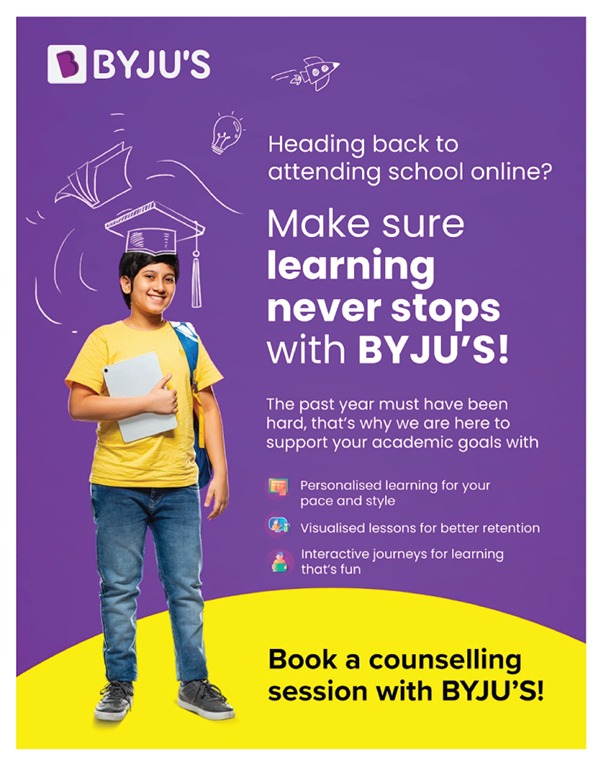 BYJU'S
Heading back to
attending school online?
Make sure
learning
never stops
with BYJU'S!
The past year must have been
hard, that's why we are here to
support your academic goals with
Personalised learning for your
pace and style
Visualised lessons for better retention
Interactive journeys for learning
that's fun
Book a counselling
session with BYJU'S!